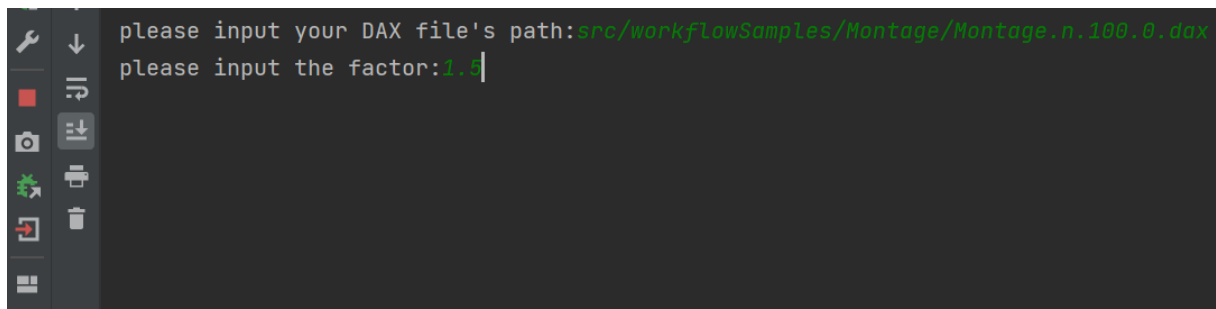 please input your DAX file's path:src/workflowSamples/Montage/Montage.n.100.0.dax
please input the factor:1.5